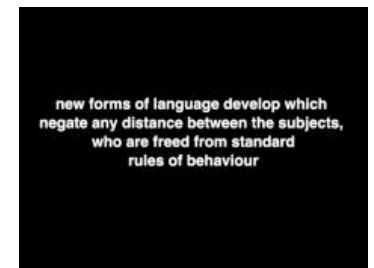 new forms of language develop which
negate any distance between the subjects,
who are freed from standard
rules of behaviour